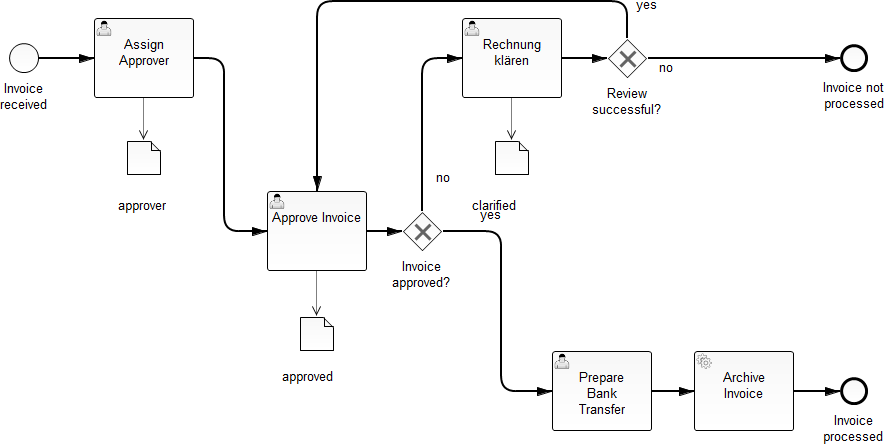 yes
Assign
Approver
Rechnung
klären
Invoice
received
no
Review
successful?
Invoice not
processed
approver
no
clarified
yes
Approve Invoice
Invoice
approved?
approved
Prepare
Bank
Transfer
Archive
Invoice
Invoice
processed